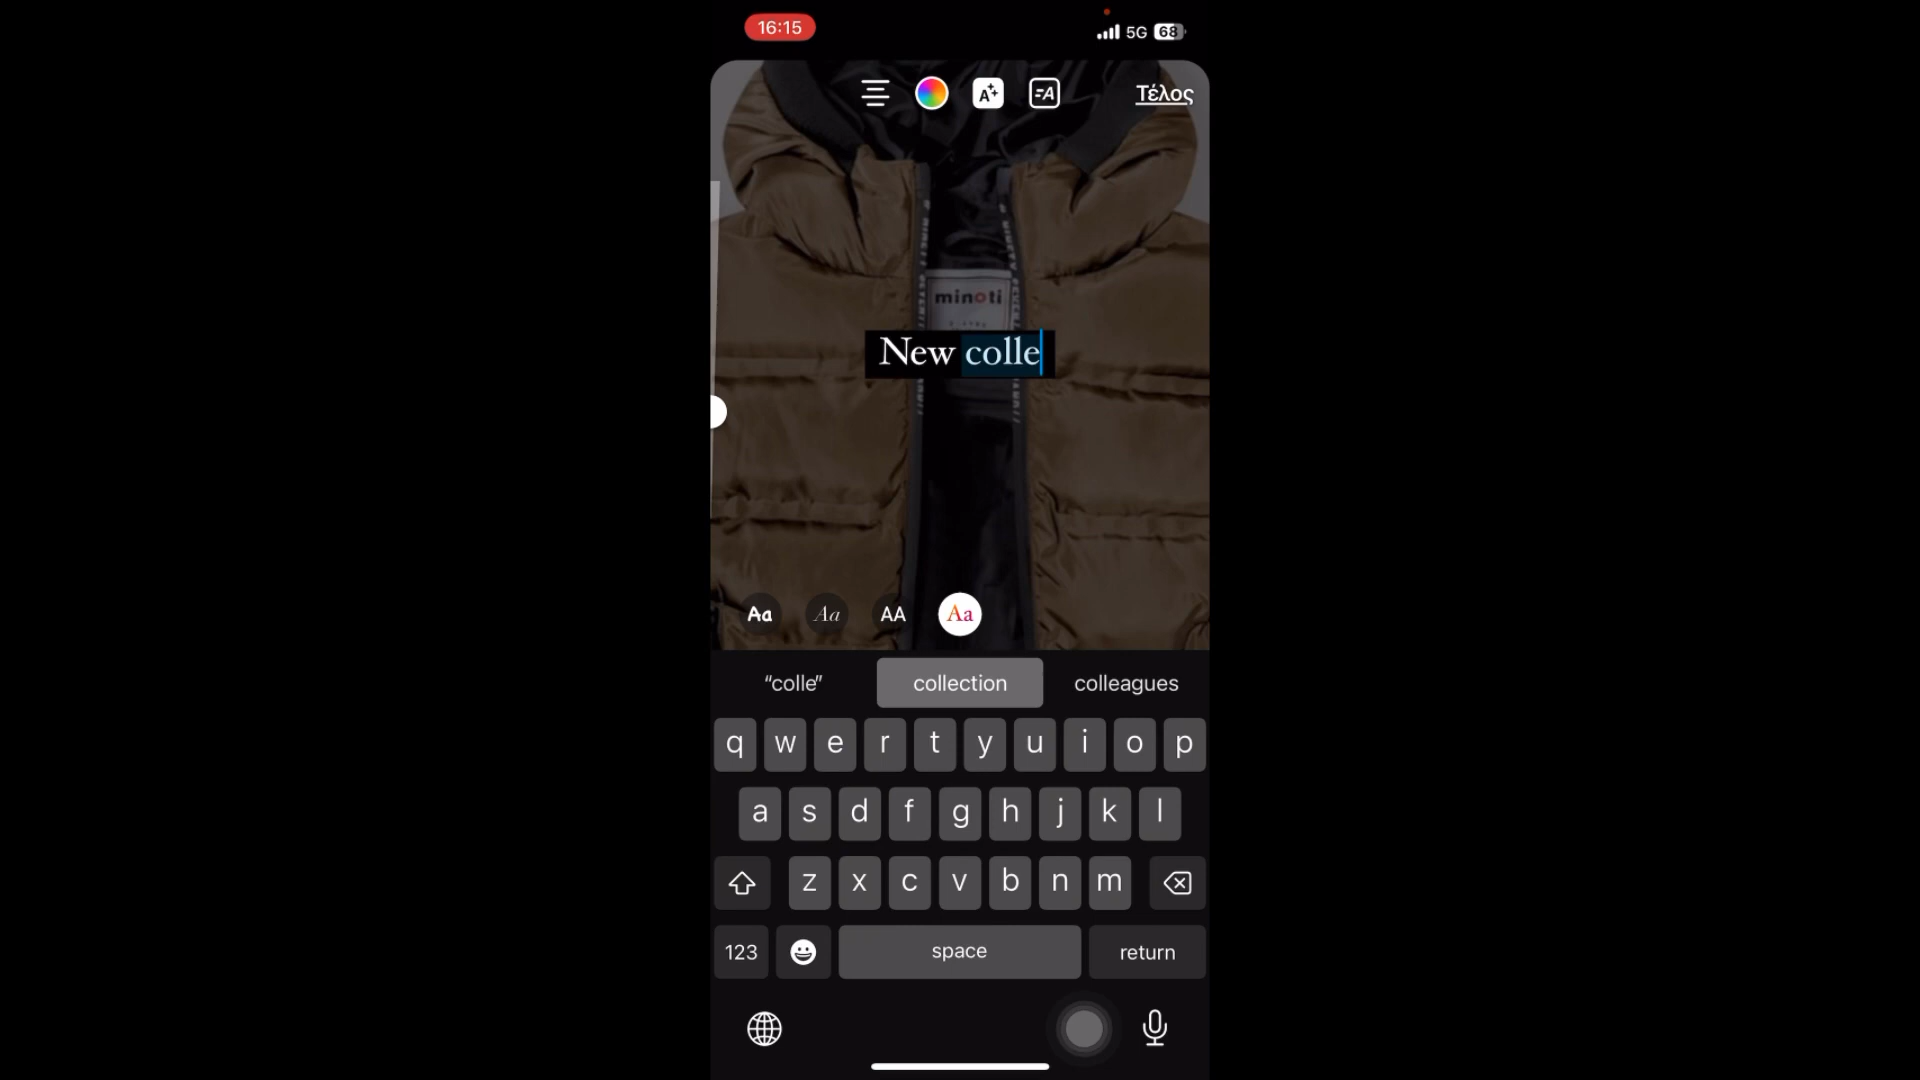 16:15
5G 68
A
=A
Τέλος
minoti
New colle
Aa
Aa
AA
Aa
“colle”
collection
colleagues
q w e r t y u i o p
a s d f g h j k l
z x c v b n m
123
space
return